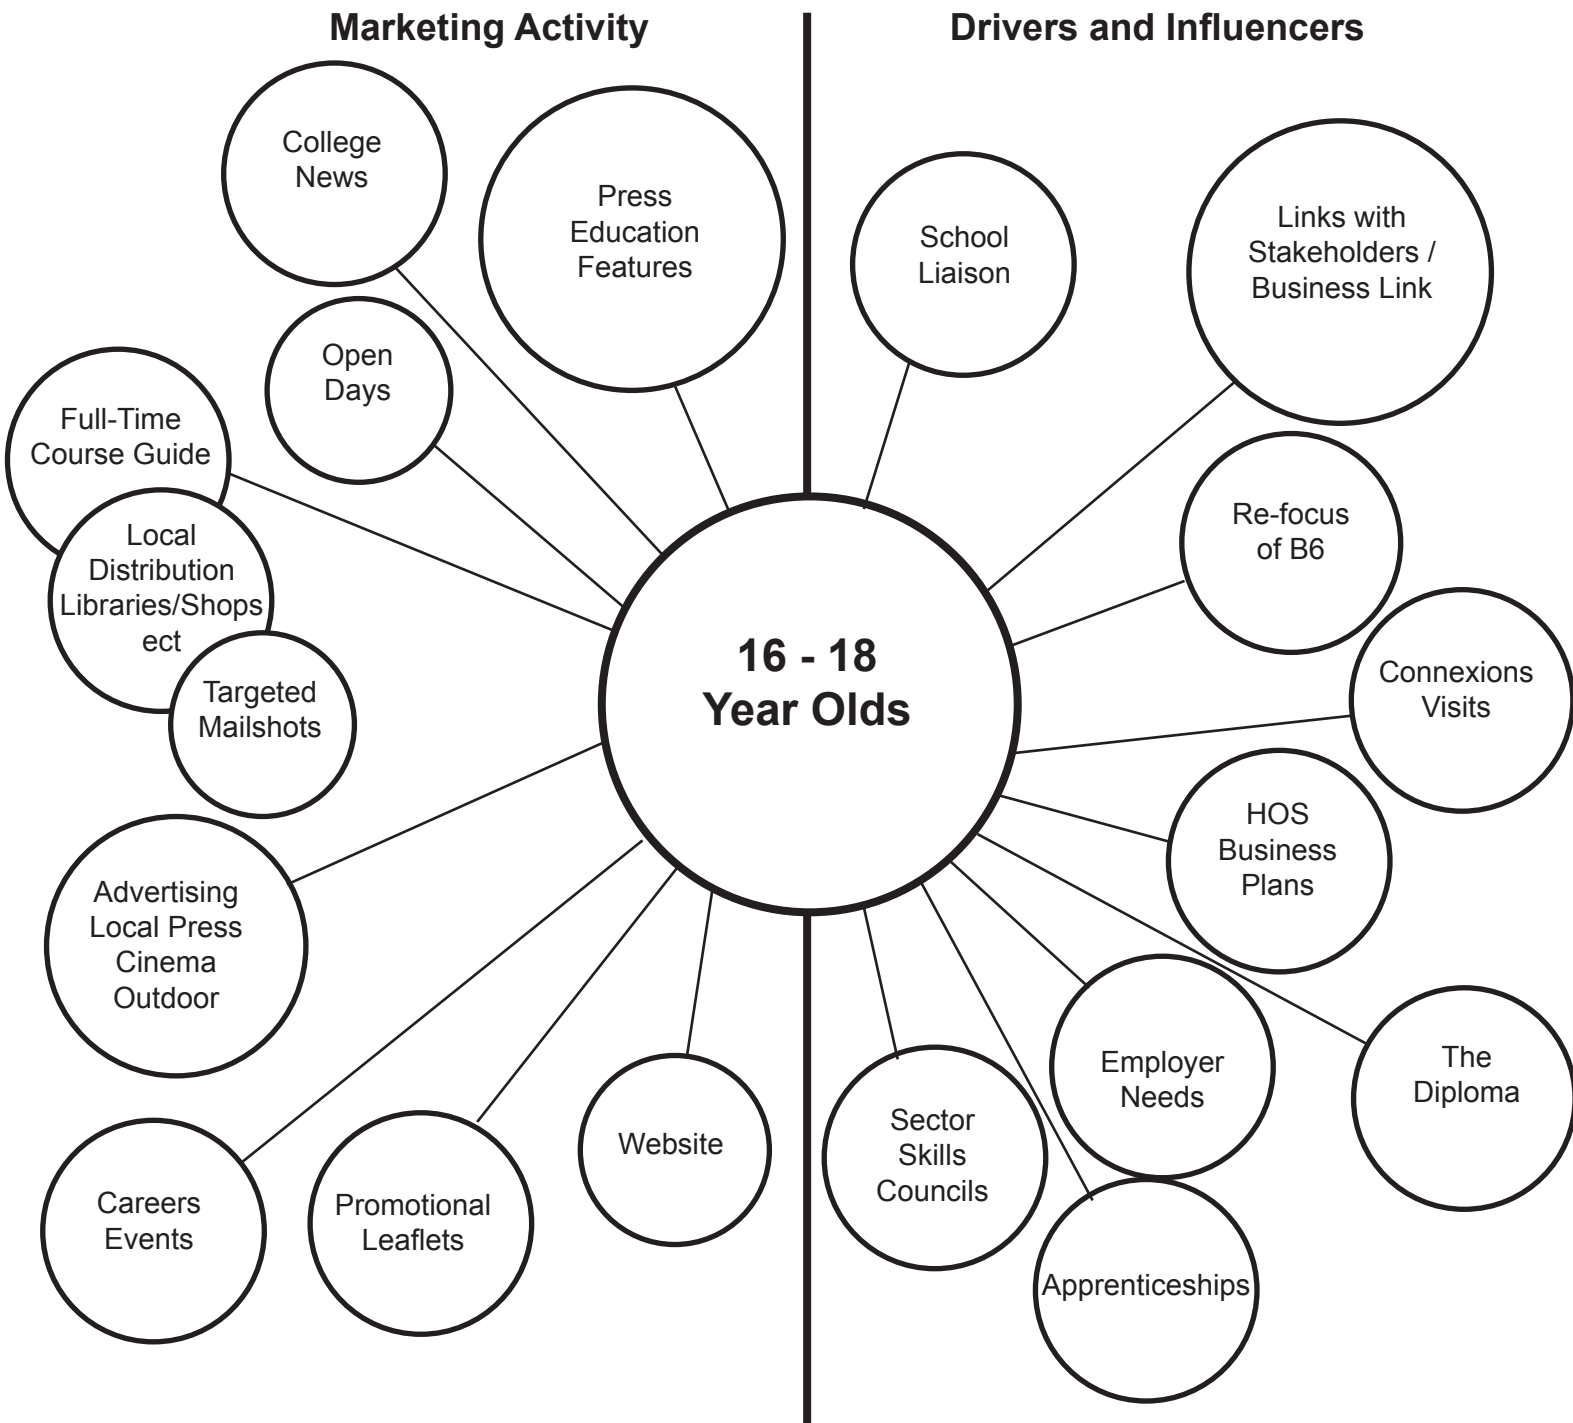 Marketing Activity
Drivers and Influencers
College
News
Press
Education
Features
Open
Days
Full-Time
Course Guide
Local
Distribution
Libraries/Shops
ect
Targeted
Mailshots
Advertising
Local Press
Cinema
Outdoor
Careers
Events
Promotional
Leaflets
Website
16 - 18
Year Olds
School
Liaison
Links with
Stakeholders /
Business Link
Re-focus
of B6
Connexions
Visits
HOS
Business
Plans
The
Diploma
Employer
Needs
Apprenticeships
Sector
Skills
Councils